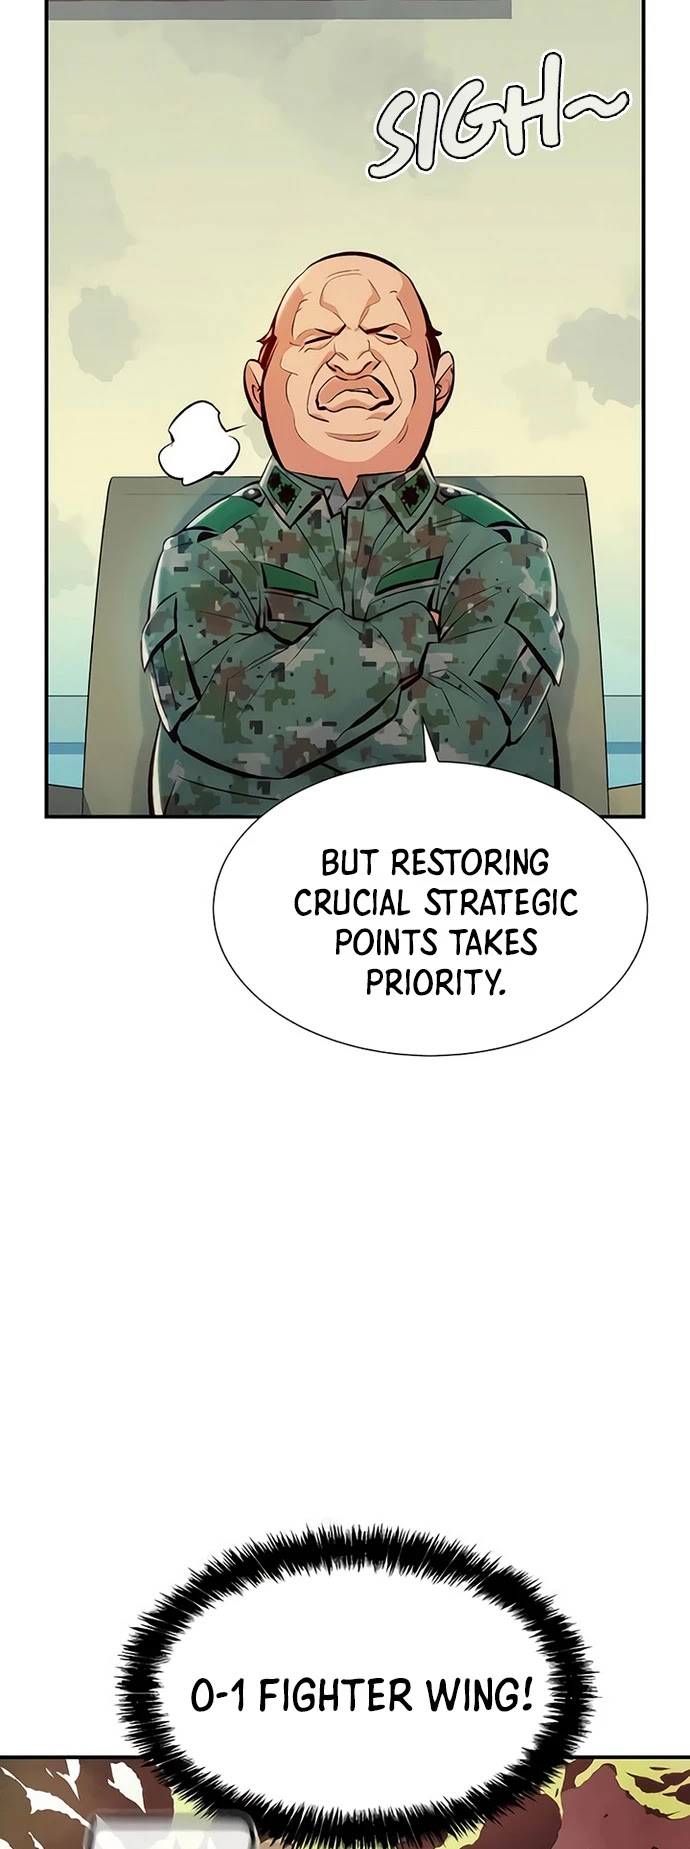 SIGH~
BUT RESTORING
CRUCIAL STRATEGIC
POINTS TAKES
PRIORITY.
0-1 FIGHTER WING!